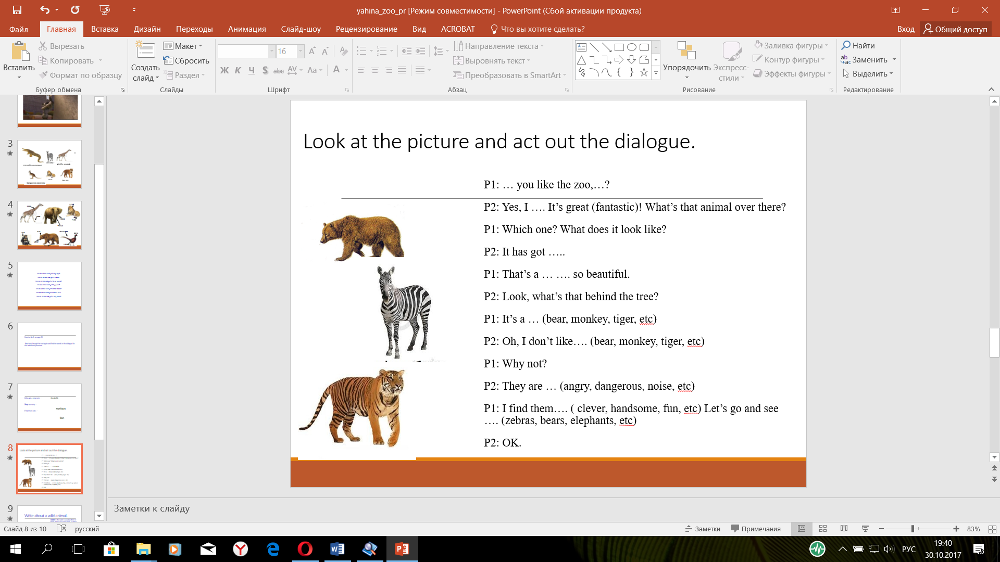 yahina_zoo_pr [Режим совместимости] - PowerPoint (Сбой активации продукта)
Файл
Главная
Вставка
Дизайн
Переходы
Анимация
Слайд-шоу
Рецензирование
Вид
ACROBAT
Что вы хотите сделать?
Вход
Общий доступ
Вставить
Вырезать
Копировать
Формат по образцу
Буфер обмена
Создать
слайд
Макет
Сбросить
Раздел
Слайды
16
Ж К Ч S abc AV Aa A
Шрифт
Направление текста
Выровнять текст
Преобразовать в SmartArt
Абзац
Упорядочить
Экспресс-
стили
Заливка фигуры
Контур фигуры
Эффекты фигуры
Рисование
Найти
Заменить
Выделить
Редактирование
3
4
5
6
7
8
9
Write about a wild animal.
Look at the picture and act out the dialogue.
P1: … you like the zoo,…?
P2: Yes, I …. It’s great (fantastic)! What’s that animal over there?
P1: Which one? What does it look like?
P2: It has got …..
P1: That’s a … …. so beautiful.
P2: Look, what’s that behind the tree?
P1: It’s a … (bear, monkey, tiger, etc)
P2: Oh, I don’t like…. (bear, monkey, tiger, etc)
P1: Why not?
P2: They are … (angry, dangerous, noise, etc)
P1: I find them…. ( clever, handsome, fun, etc) Let’s go and see
…. (zebras, bears, elephants, etc)
P2: OK.
Заметки к слайду
Слайд 8 из 10
русский
Заметки
Примечания
83%
РУС
19:40
30.10.2017